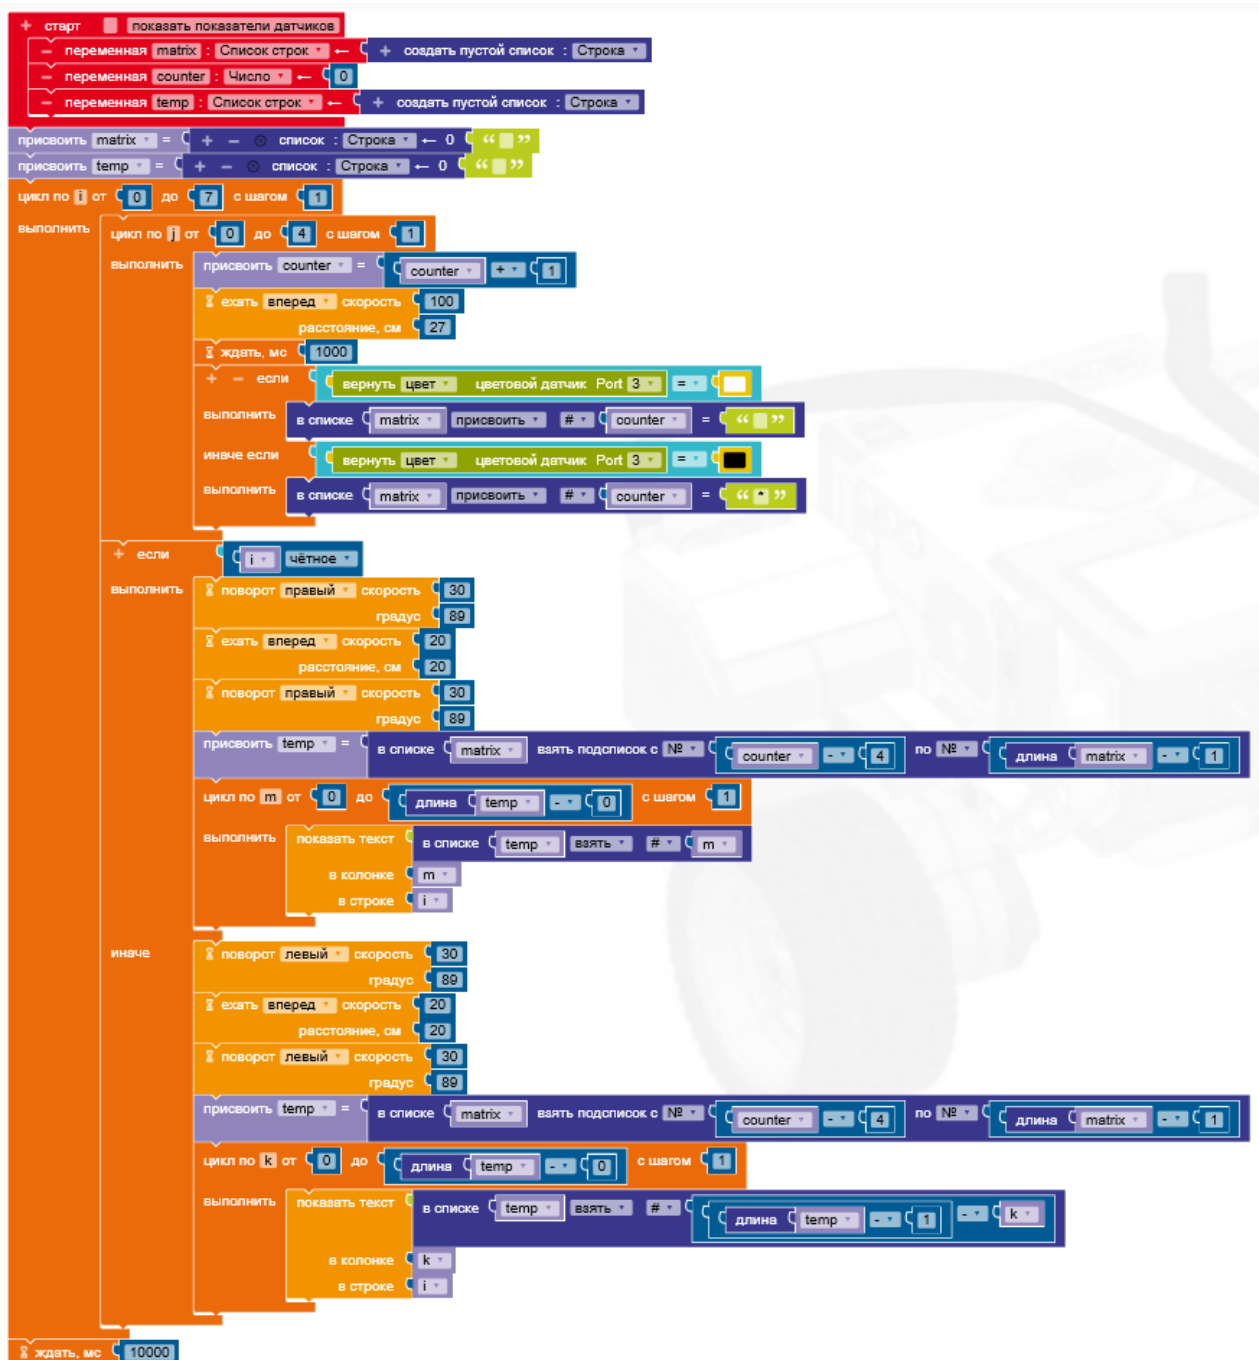 + старт показать показатели датчиков
– переменная matrix : Список строк ← + создать пустой список : Строка
– переменная counter : Число ← 0
– переменная temp : Список строк ← + создать пустой список : Строка
присвоить matrix = + – список : Строка ← 0 “ ”
присвоить temp = + – список : Строка ← 0 “ ”
цикл по i от 0 до 7 с шагом 1
выполнить цикл по j от 0 до 4 с шагом 1
выполнить присвоить counter = counter + 1
ехать вперед скорость 100
расстояние, см 27
ждать, мс 1000
+ – если вернуть цвет цветовой датчик Port 3 =
выполнить в списке matrix присвоить # counter = “ ”
иначе если вернуть цвет цветовой датчик Port 3 =
выполнить в списке matrix присвоить # counter = “ * ”
+ если i чётное
выполнить поворот правый скорость 30
градус 89
ехать вперед скорость 20
расстояние, см 20
поворот правый скорость 30
градус 89
присвоить temp = в списке matrix взять подсписок с № counter - 4 по № длина matrix - 1
цикл по m от 0 до длина temp - 0 с шагом 1
выполнить показать текст в списке temp взять # m
в колонке m
в строке i
иначе поворот левый скорость 30
градус 89
ехать вперед скорость 20
расстояние, см 20
поворот левый скорость 30
градус 89
присвоить temp = в списке matrix взять подсписок с № counter - 4 по № длина matrix - 1
цикл по k от 0 до длина temp - 0 с шагом 1
выполнить показать текст в списке temp взять # длина temp - 1 - k
в колонке k
в строке i
ждать, мс 10000